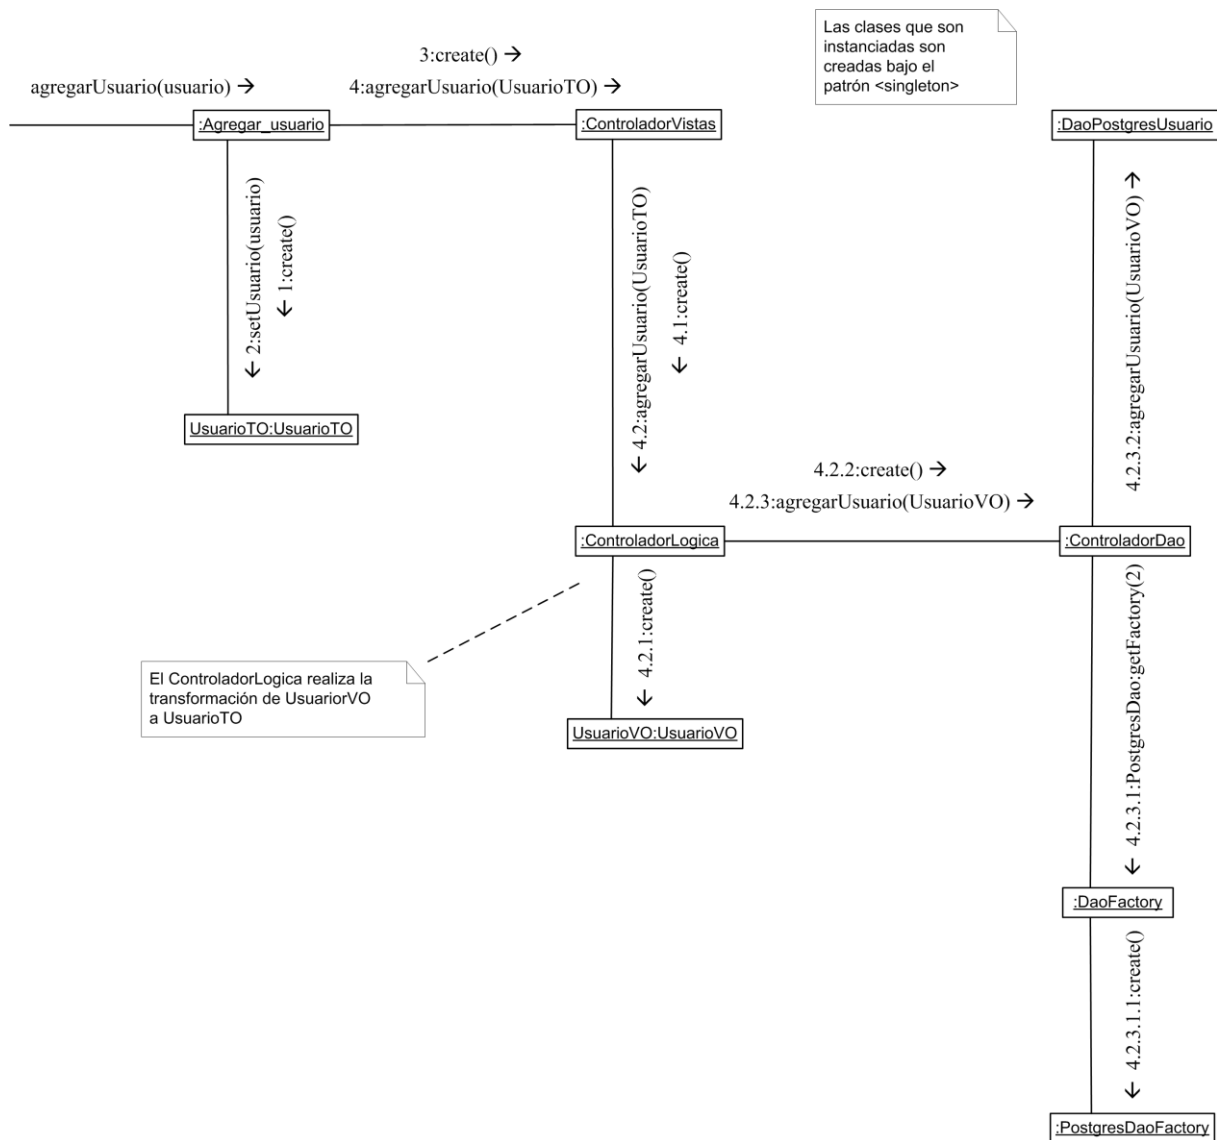 Las clases que son
instanciadas son
creadas bajo el
patrón <singleton>
3:create() →
agregarUsuario(usuario) →
4:agregarUsuario(UsuarioTO) →
:Agregar_usuario
:ControladorVistas
:DaoPostgresUsuario
← 2:setUsuario(usuario)
← 1:create()
← 4.2:agregarUsuario(UsuarioTO)
← 4.1:create()
4.2.3.2:agregarUsuario(UsuarioVO) →
UsuarioTO:UsuarioTO
4.2.2:create() →
4.2.3:agregarUsuario(UsuarioVO) →
:ControladorLogica
:ControladorDao
← 4.2.1:create()
← 4.2.3.1:PostgresDao:getFactory(2)
El ControladorLogica realiza la
transformación de UsuariorVO
a UsuarioTO
UsuarioVO:UsuarioVO
:DaoFactory
← 4.2.3.1.1:create()
:PostgresDaoFactory